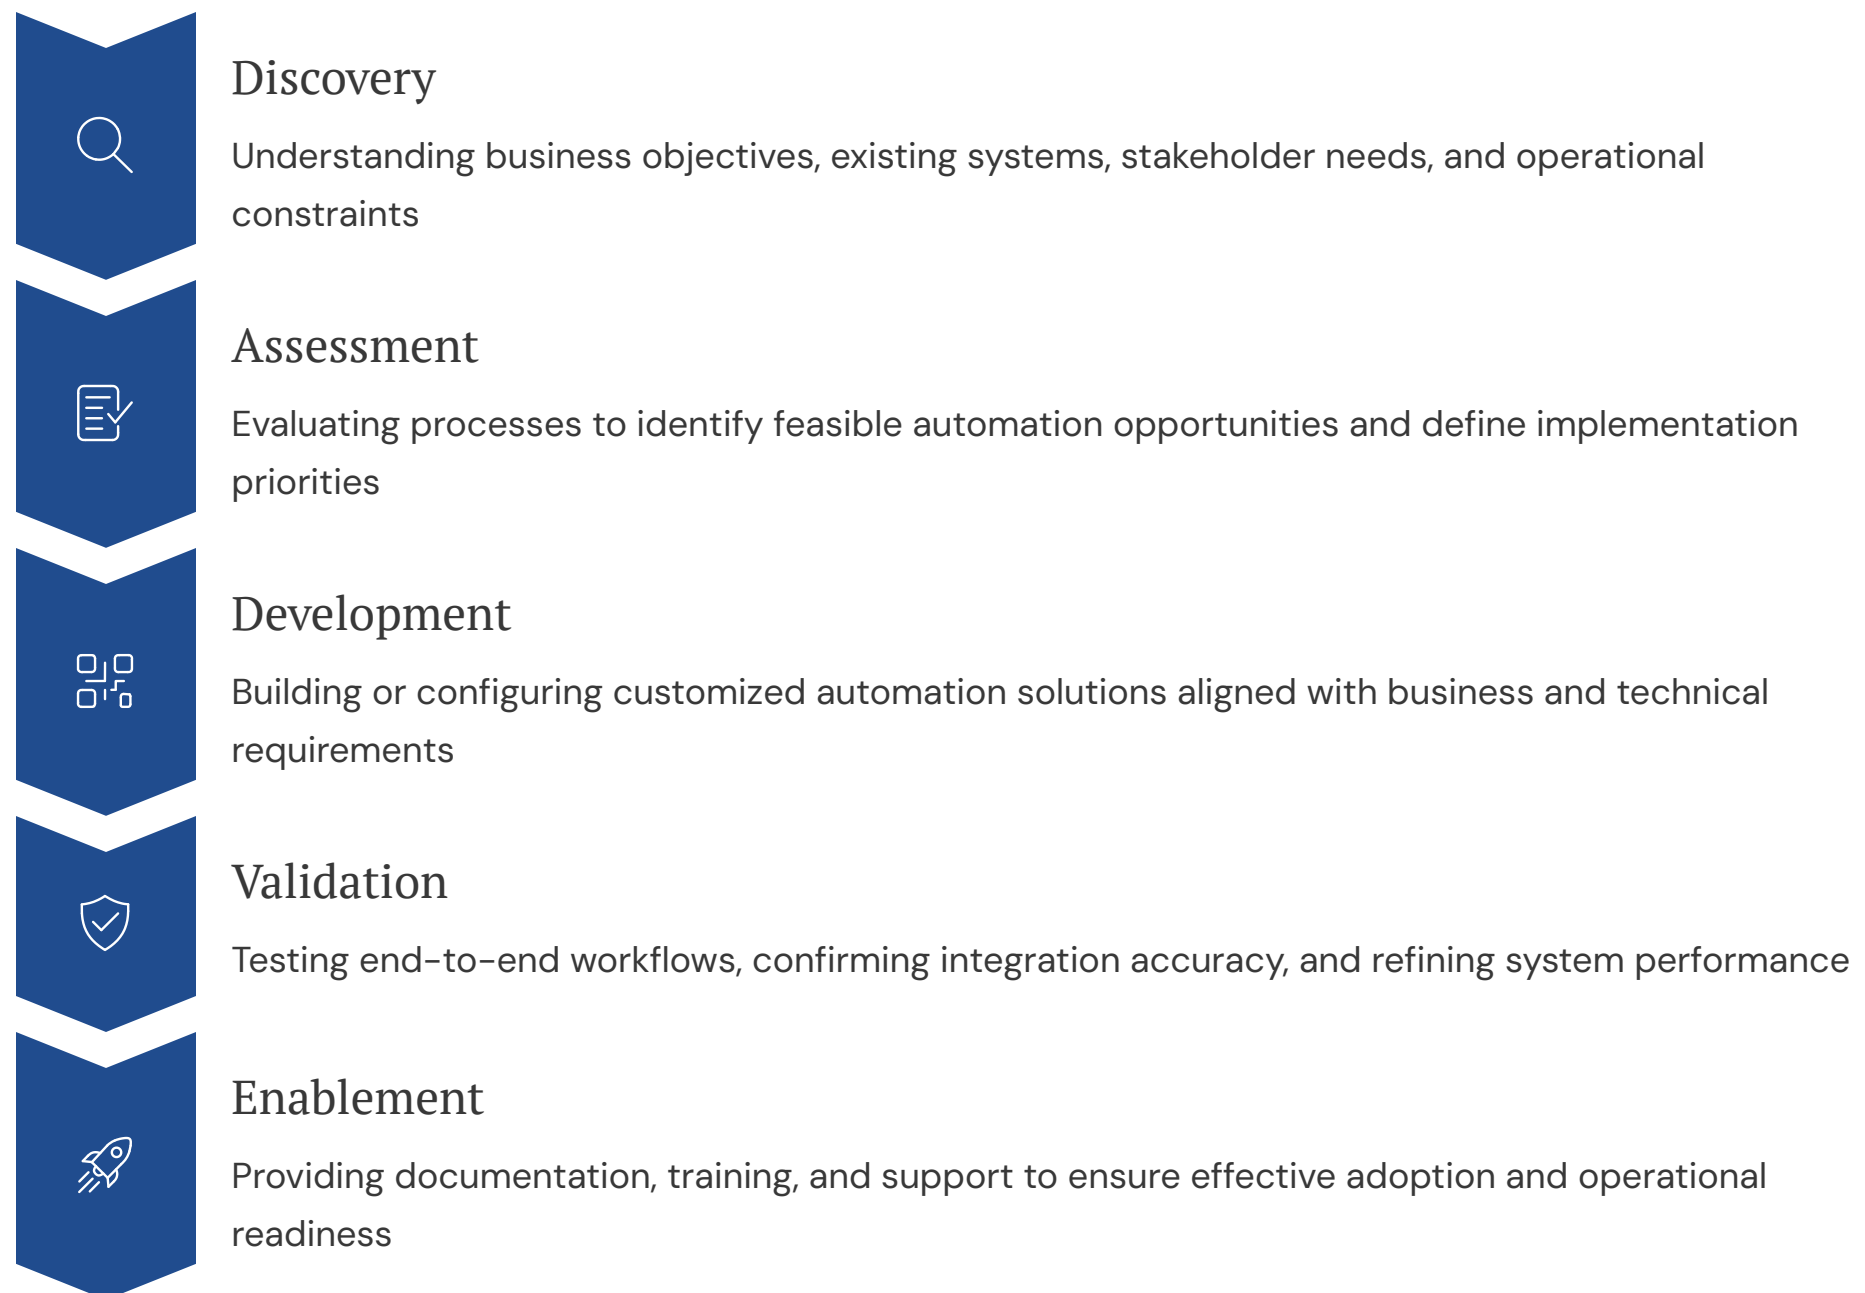 Discovery
Understanding business objectives, existing systems, stakeholder needs, and operational
constraints
Assessment
Evaluating processes to identify feasible automation opportunities and define implementation
priorities
Development
Building or configuring customized automation solutions aligned with business and technical
requirements
Validation
Testing end-to-end workflows, confirming integration accuracy, and refining system performance
Enablement
Providing documentation, training, and support to ensure effective adoption and operational
readiness